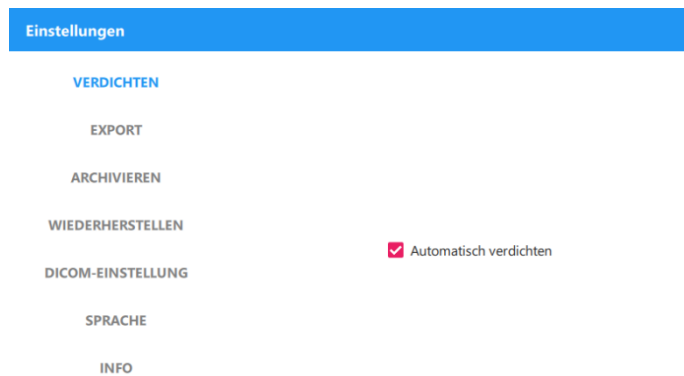 Einstellungen
VERDICHTEN
EXPORT
ARCHIVIEREN
WIEDERHERSTELLEN
Automatisch verdichten
DICOM-EINSTELLUNG
SPRACHE
INFO